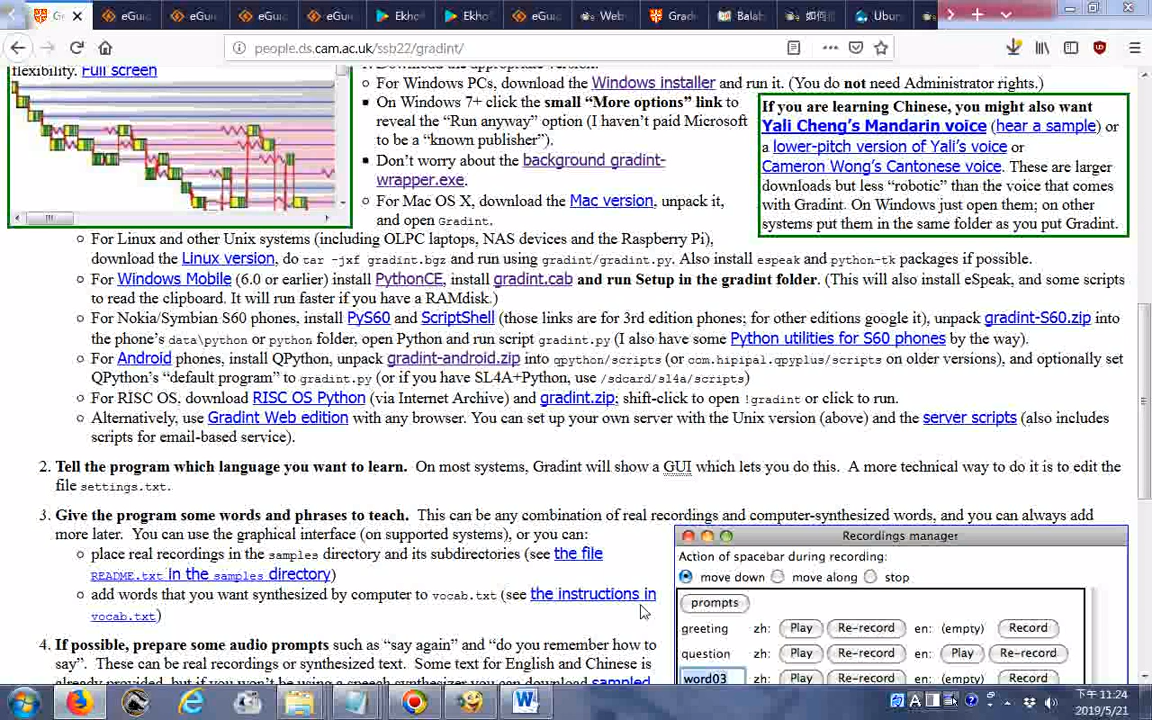 G
eGui
eGui
eGui
eGui
Ekho
Ekho
eGui
Web
Grad
Balab
如何
Ubun
people.ds.cam.ac.uk/ssb22/gradint/
flexibility. Full screen
For Windows PCs, download the Windows installer and run it. (You do not need Administrator rights.)
On Windows 7+ click the small “More options” link to
reveal the “Run anyway” option (I haven’t paid Microsoft
to be a “known publisher”).
Don’t worry about the background gradint-
wrapper.exe.
For Mac OS X, download the Mac version, unpack it,
and open Gradint.
If you are learning Chinese, you might also want
Yali Cheng’s Mandarin voice (hear a sample) or
a lower-pitch version of Yali’s voice or
Cameron Wong’s Cantonese voice. These are larger
downloads but less “robotic” than the voice that comes
with Gradint. On Windows just open them; on other
systems put them in the same folder as you put Gradint.
For Linux and other Unix systems (including OLPC laptops, NAS devices and the Raspberry Pi),
download the Linux version, do tar -jxf gradint.bgz and run using gradint/gradint.py. Also install espeak and python-tk packages if possible.
For Windows Mobile (6.0 or earlier) install PythonCE, install gradint.cab and run Setup in the gradint folder. (This will also install eSpeak, and some scripts
to read the clipboard. It will run faster if you have a RAMdisk.)
For Nokia/Symbian S60 phones, install PyS60 and ScriptShell (those links are for 3rd edition phones; for other editions google it), unpack gradint-S60.zip into
the phone’s data\python or python folder, open Python and run script gradint.py (I also have some Python utilities for S60 phones by the way).
For Android phones, install QPython, unpack gradint-android.zip into qpython/scripts (or com.hipipal.qpyplus/scripts on older versions), and optionally set
QPython’s “default program” to gradint.py (or if you have SL4A+Python, use /sdcard/sl4a/scripts)
For RISC OS, download RISC OS Python (via Internet Archive) and gradint.zip; shift-click to open !gradint or click to run.
Alternatively, use Gradint Web edition with any browser. You can set up your own server with the Unix version (above) and the server scripts (also includes
scripts for email-based service).
2. Tell the program which language you want to learn. On most systems, Gradint will show a GUI which lets you do this. A more technical way to do it is to edit the
file settings.txt.
3. Give the program some words and phrases to teach. This can be any combination of real recordings and computer-synthesized words, and you can always add
more later. You can use the graphical interface (on supported systems), or you can:
place real recordings in the samples directory and its subdirectories (see the file
README.txt in the samples directory)
add words that you want synthesized by computer to vocab.txt (see the instructions in
vocab.txt)
4. If possible, prepare some audio prompts such as “say again” and “do you remember how to
say”. These can be real recordings or synthesized text. Some text for English and Chinese is
already provided, but if you won’t be using a speech synthesizer you can download sampled
Recordings manager
Action of spacebar during recording:
move down move along stop
prompts
greeting zh: Play Re-record en: (empty) Record
question zh: Play Re-record en: Play Re-record
word03 zh: Play Re-record en: (empty) Record
下午 11:24
2019/5/21